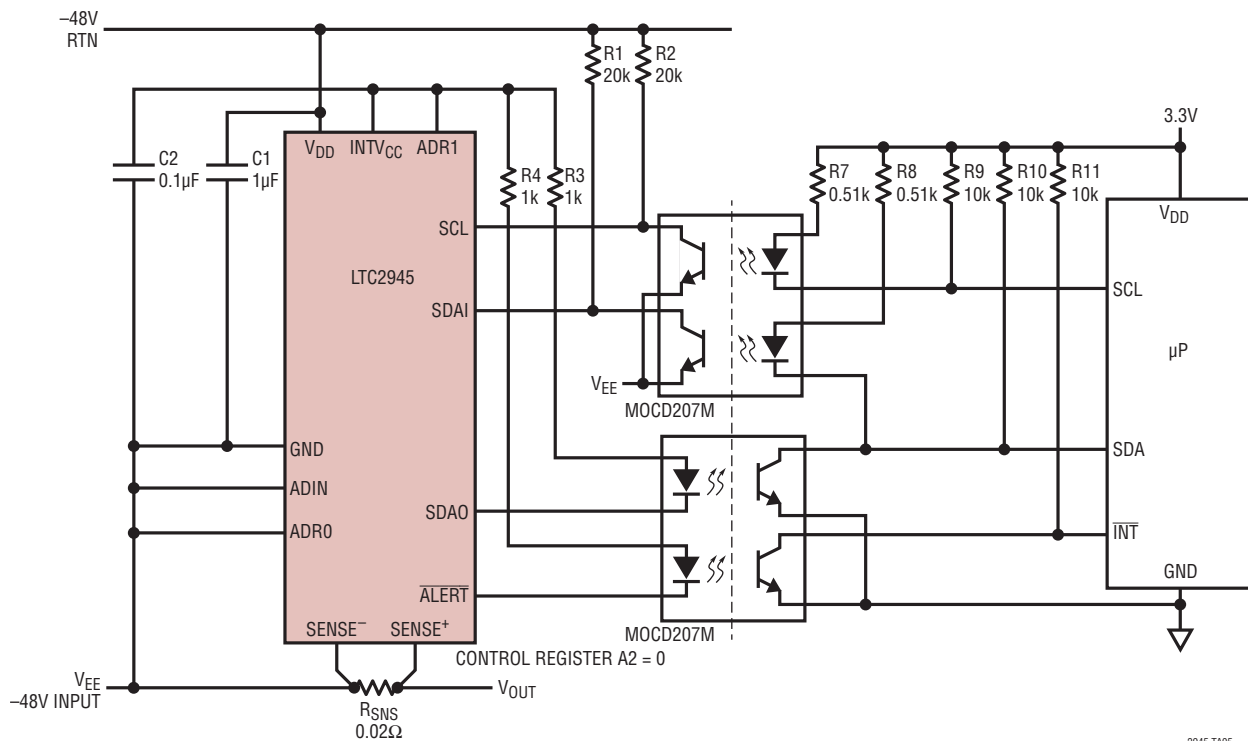 –48V
RTN
R1
20k
R2
20k
3.3V
C2
0.1µF
C1
1µF
VDD
INTVCC
ADR1
R4
1k
R3
1k
R7
0.51k
R8
0.51k
R9
10k
R10
10k
R11
10k
VDD
SCL
LTC2945
SCL
SDAI
µP
VEE
MOCD207M
GND
SDA
ADIN
SDAO
ADR0
INT
GND
ALERT
SENSE–
SENSE+
MOCD207M
CONTROL REGISTER A2 = 0
VEE
–48V INPUT
VOUT
RSNS
0.02Ω